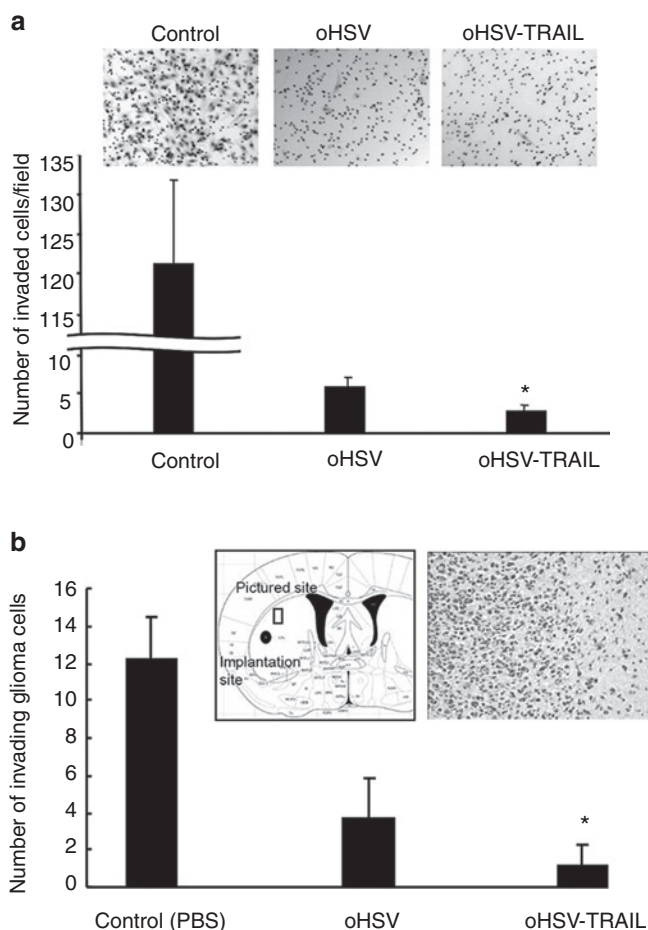 a
Control oHSV oHSV-TRAIL
Number of invaded cells/field
135
130
125
120
115
10
5
0
*
Control oHSV oHSV-TRAIL
b
Number of invading glioma cells
16
14
12
10
8
6
4
2
0
Pictured site
Implantation
site
*
Control (PBS) oHSV oHSV-TRAIL